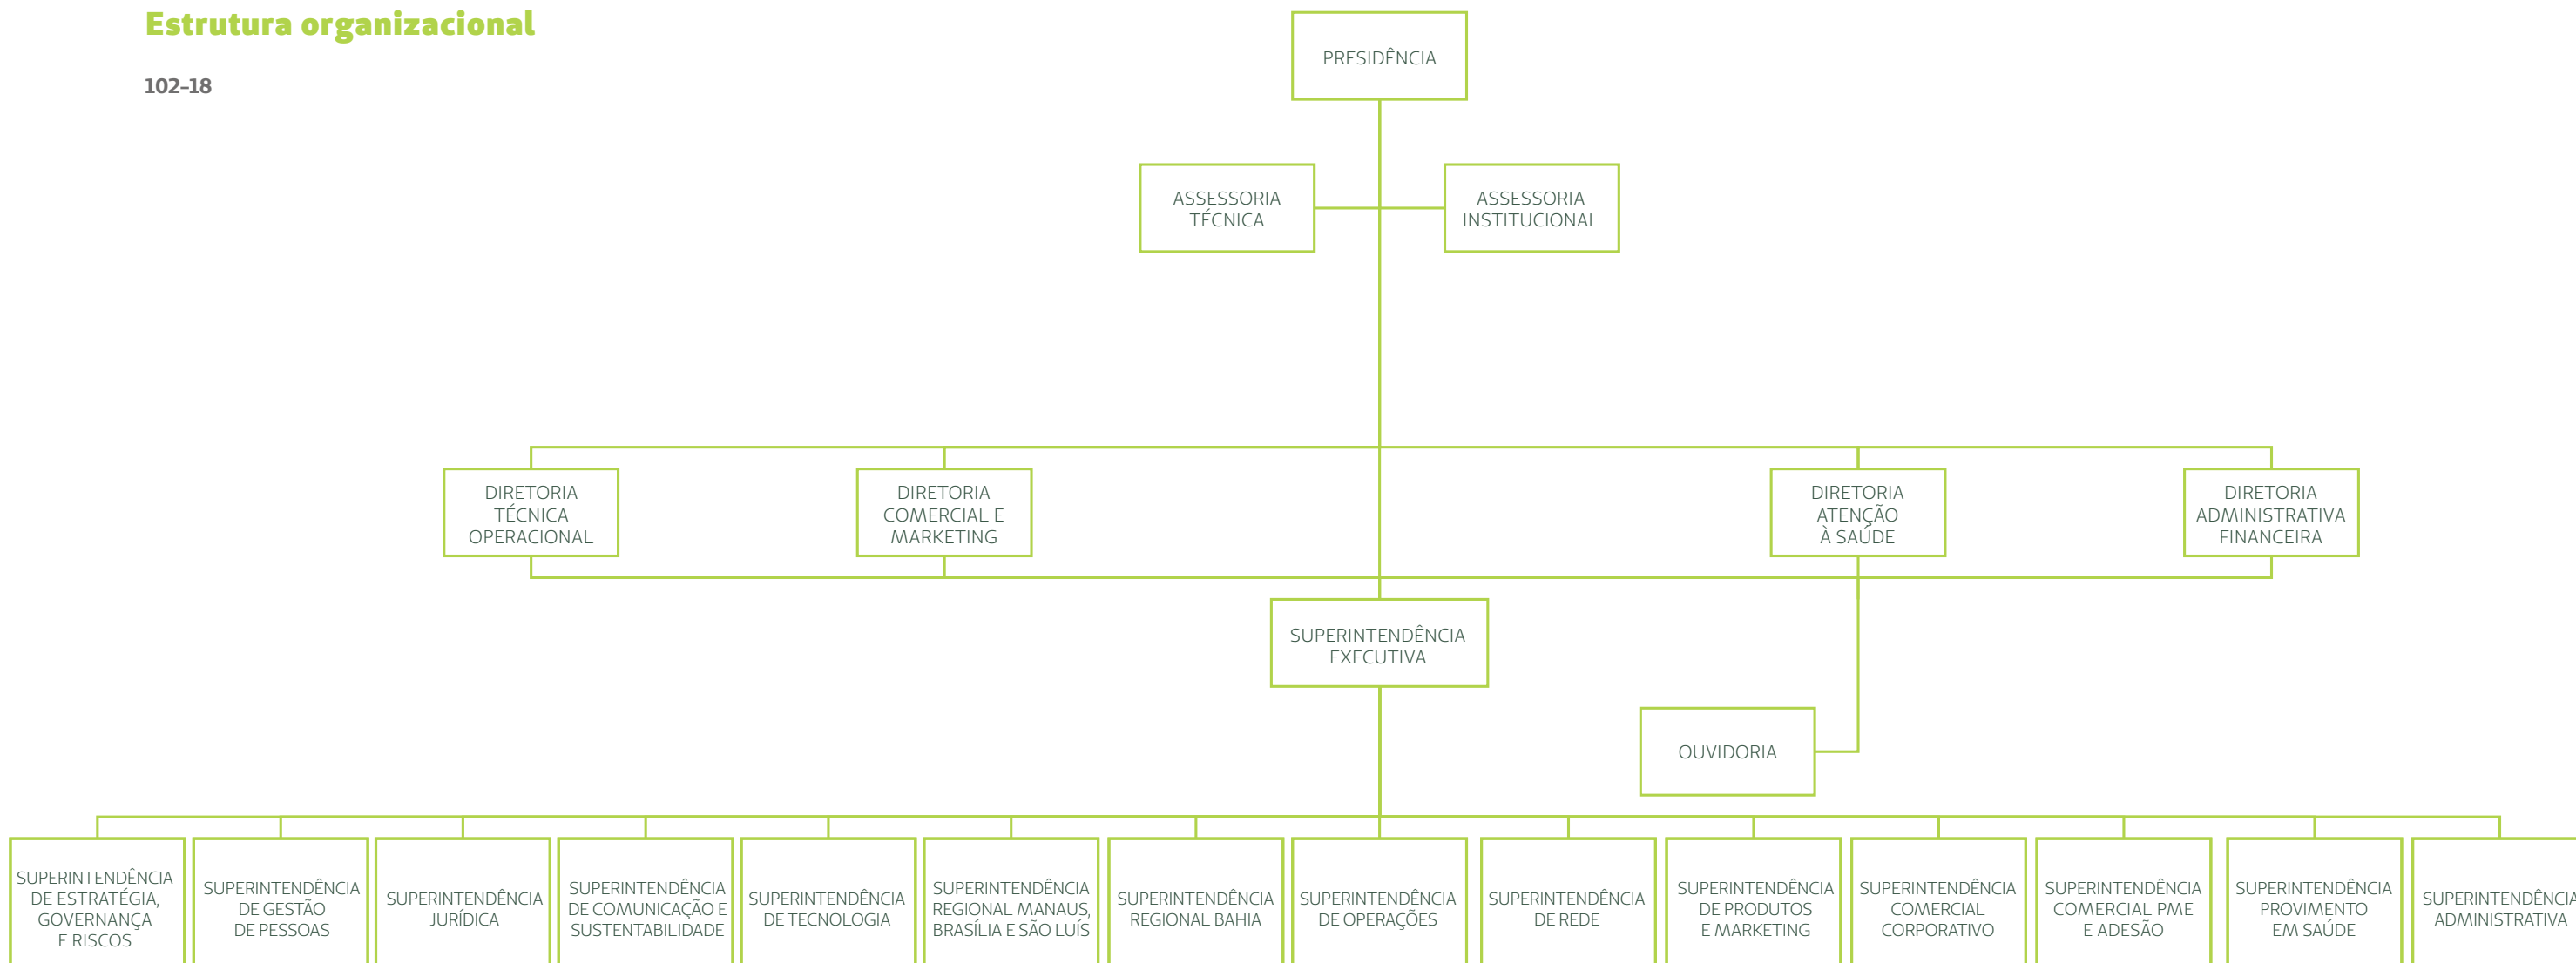 Estrutura organizacional
102-18
PRESIDÊNCIA
ASSESSORIA
TÉCNICA
ASSESSORIA
INSTITUCIONAL
DIRETORIA
TÉCNICA
OPERACIONAL
DIRETORIA
COMERCIAL E
MARKETING
DIRETORIA
ATENÇÃO
À SAÚDE
DIRETORIA
ADMINISTRATIVA
FINANCEIRA
SUPERINTENDÊNCIA
EXECUTIVA
OUVIDORIA
SUPERINTENDÊNCIA
DE ESTRATÉGIA,
GOVERNANÇA
E RISCOS
SUPERINTENDÊNCIA
DE GESTÃO
DE PESSOAS
SUPERINTENDÊNCIA
JURÍDICA
SUPERINTENDÊNCIA
DE COMUNICAÇÃO E
SUSTENTABILIDADE
SUPERINTENDÊNCIA
DE TECNOLOGIA
SUPERINTENDÊNCIA
REGIONAL MANAUS,
BRASÍLIA E SÃO LUÍS
SUPERINTENDÊNCIA
REGIONAL BAHIA
SUPERINTENDÊNCIA
DE OPERAÇÕES
SUPERINTENDÊNCIA
DE REDE
SUPERINTENDÊNCIA
DE PRODUTOS
E MARKETING
SUPERINTENDÊNCIA
COMERCIAL
CORPORATIVO
SUPERINTENDÊNCIA
COMERCIAL PME
E ADESÃO
SUPERINTENDÊNCIA
PROVIMENTO
EM SAÚDE
SUPERINTENDÊNCIA
ADMINISTRATIVA